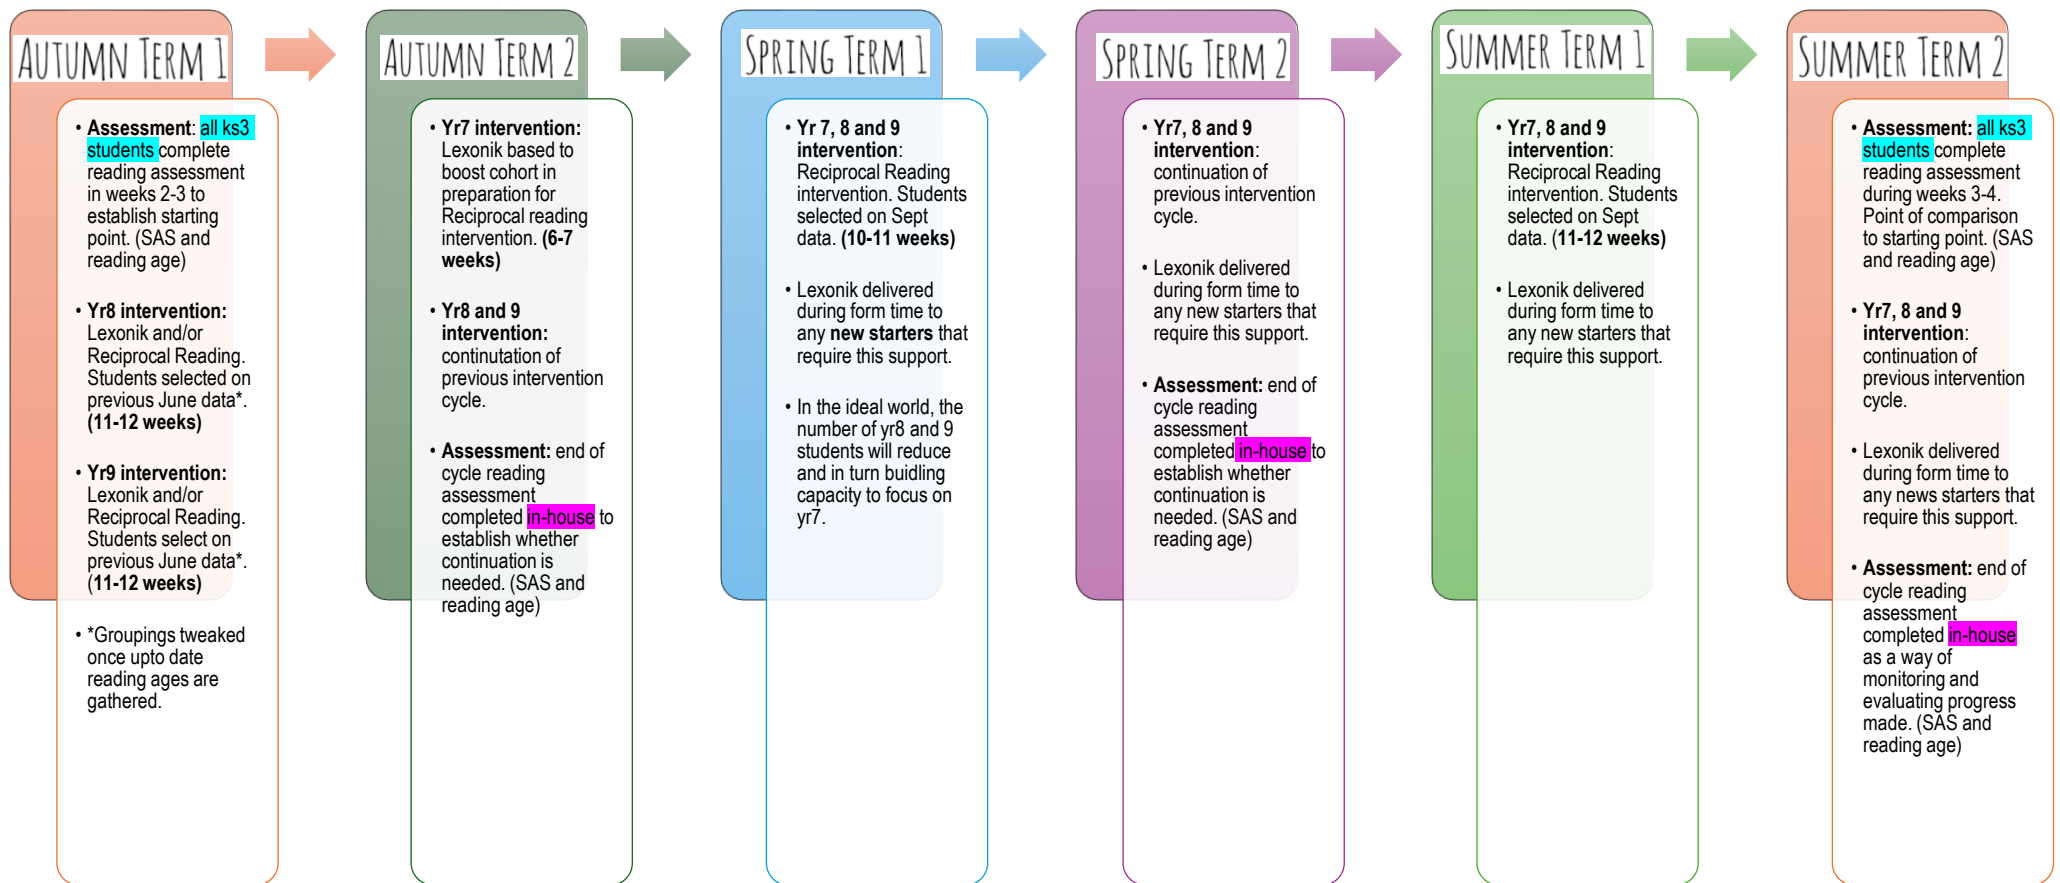 AUTUMN TERM 1
• Assessment: all ks3
students complete
reading assessment
in weeks 2-3 to
establish starting
point. (SAS and
reading age)
• Yr8 intervention:
Lexonik and/or
Reciprocal Reading.
Students selected on
previous June data*.
(11-12 weeks)
• Yr9 intervention:
Lexonik and/or
Reciprocal Reading.
Students select on
previous June data*.
(11-12 weeks)
• *Groupings tweaked
once upto date
reading ages are
gathered.
AUTUMN TERM 2
• Yr7 intervention:
Lexonik based to
boost cohort in
preparation for
Reciprocal reading
intervention. (6-7
weeks)
• Yr8 and 9
intervention:
continutation of
previous intervention
cycle.
• Assessment: end of
cycle reading
assessment
completed in-house to
establish whether
continuation is
needed. (SAS and
reading age)
SPRING TERM 1
• Yr 7, 8 and 9
intervention:
Reciprocal Reading
intervention. Students
selected on Sept
data. (10-11 weeks)
• Lexonik delivered
during form time to
any new starters that
require this support.
• In the ideal world, the
number of yr8 and 9
students will reduce
and in turn buidling
capacity to focus on
yr7.
SPRING TERM 2
• Yr7, 8 and 9
intervention:
continuation of
previous intervention
cycle.
• Lexonik delivered
during form time to
any new starters that
require this support.
• Assessment: end of
cycle reading
assessment
completed in-house to
establish whether
continuation is
needed. (SAS and
reading age)
SUMMER TERM 1
• Yr7, 8 and 9
intervention:
Reciprocal Reading
intervention. Students
selected on Sept
data. (11-12 weeks)
• Lexonik delivered
during form time to
any new starters that
require this support.
SUMMER TERM 2
• Assessment: all ks3
students complete
reading assessment
during weeks 3-4.
Point of comparison
to starting point. (SAS
and reading age)
• Yr7, 8 and 9
intervention:
continuation of
previous intervention
cycle.
• Lexonik delivered
during form time to
any news starters that
require this support.
• Assessment: end of
cycle reading
assessment
completed in-house
as a way of
monitoring and
evaluating progress
made. (SAS and
reading age)